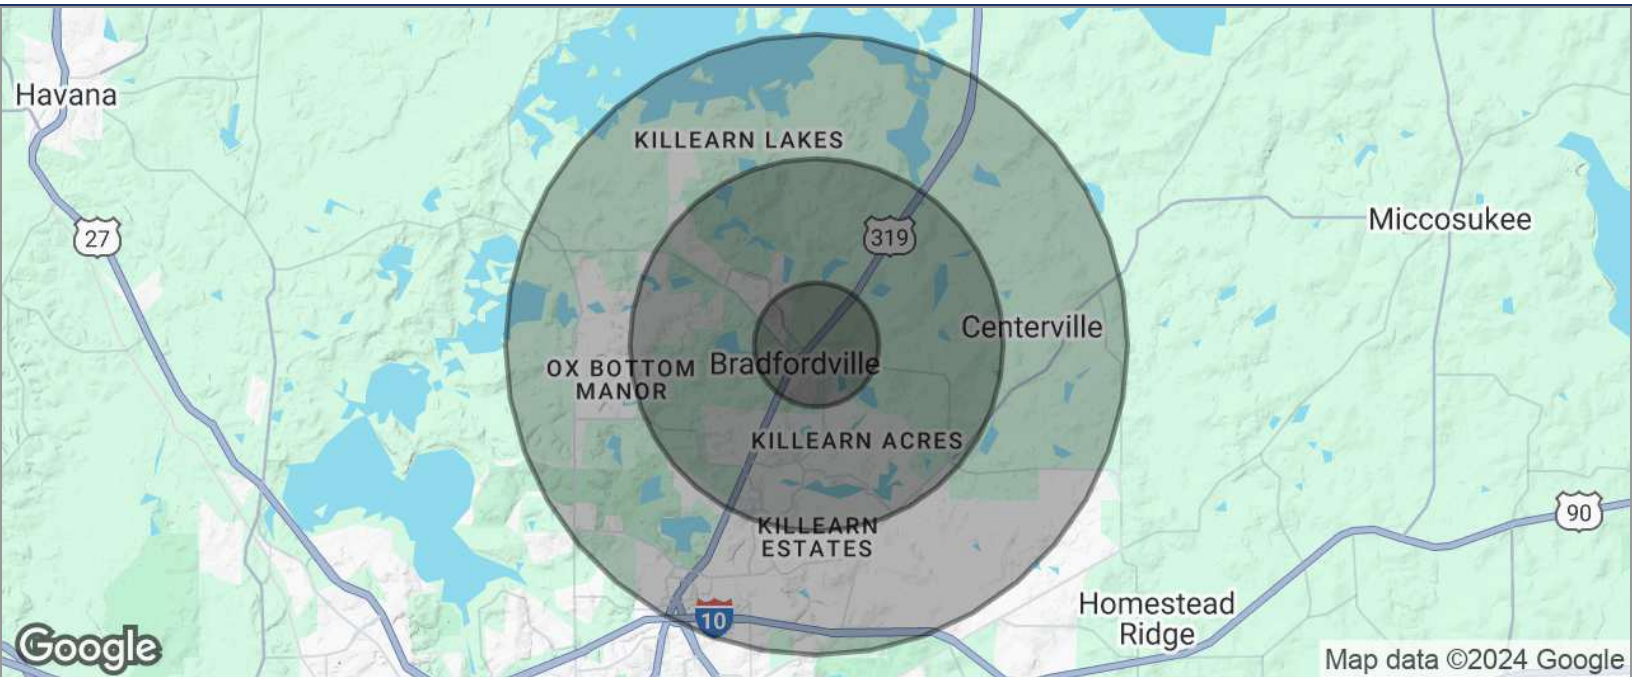 Havana
KILLEARN LAKES
27
319
Miccosukee
Centerville
OX BOTTOM
MANOR
Bradfordville
KILLEARN ACRES
90
KILLEARN
ESTATES
10
Homestead
Ridge
Google
Map data ©2024 Google